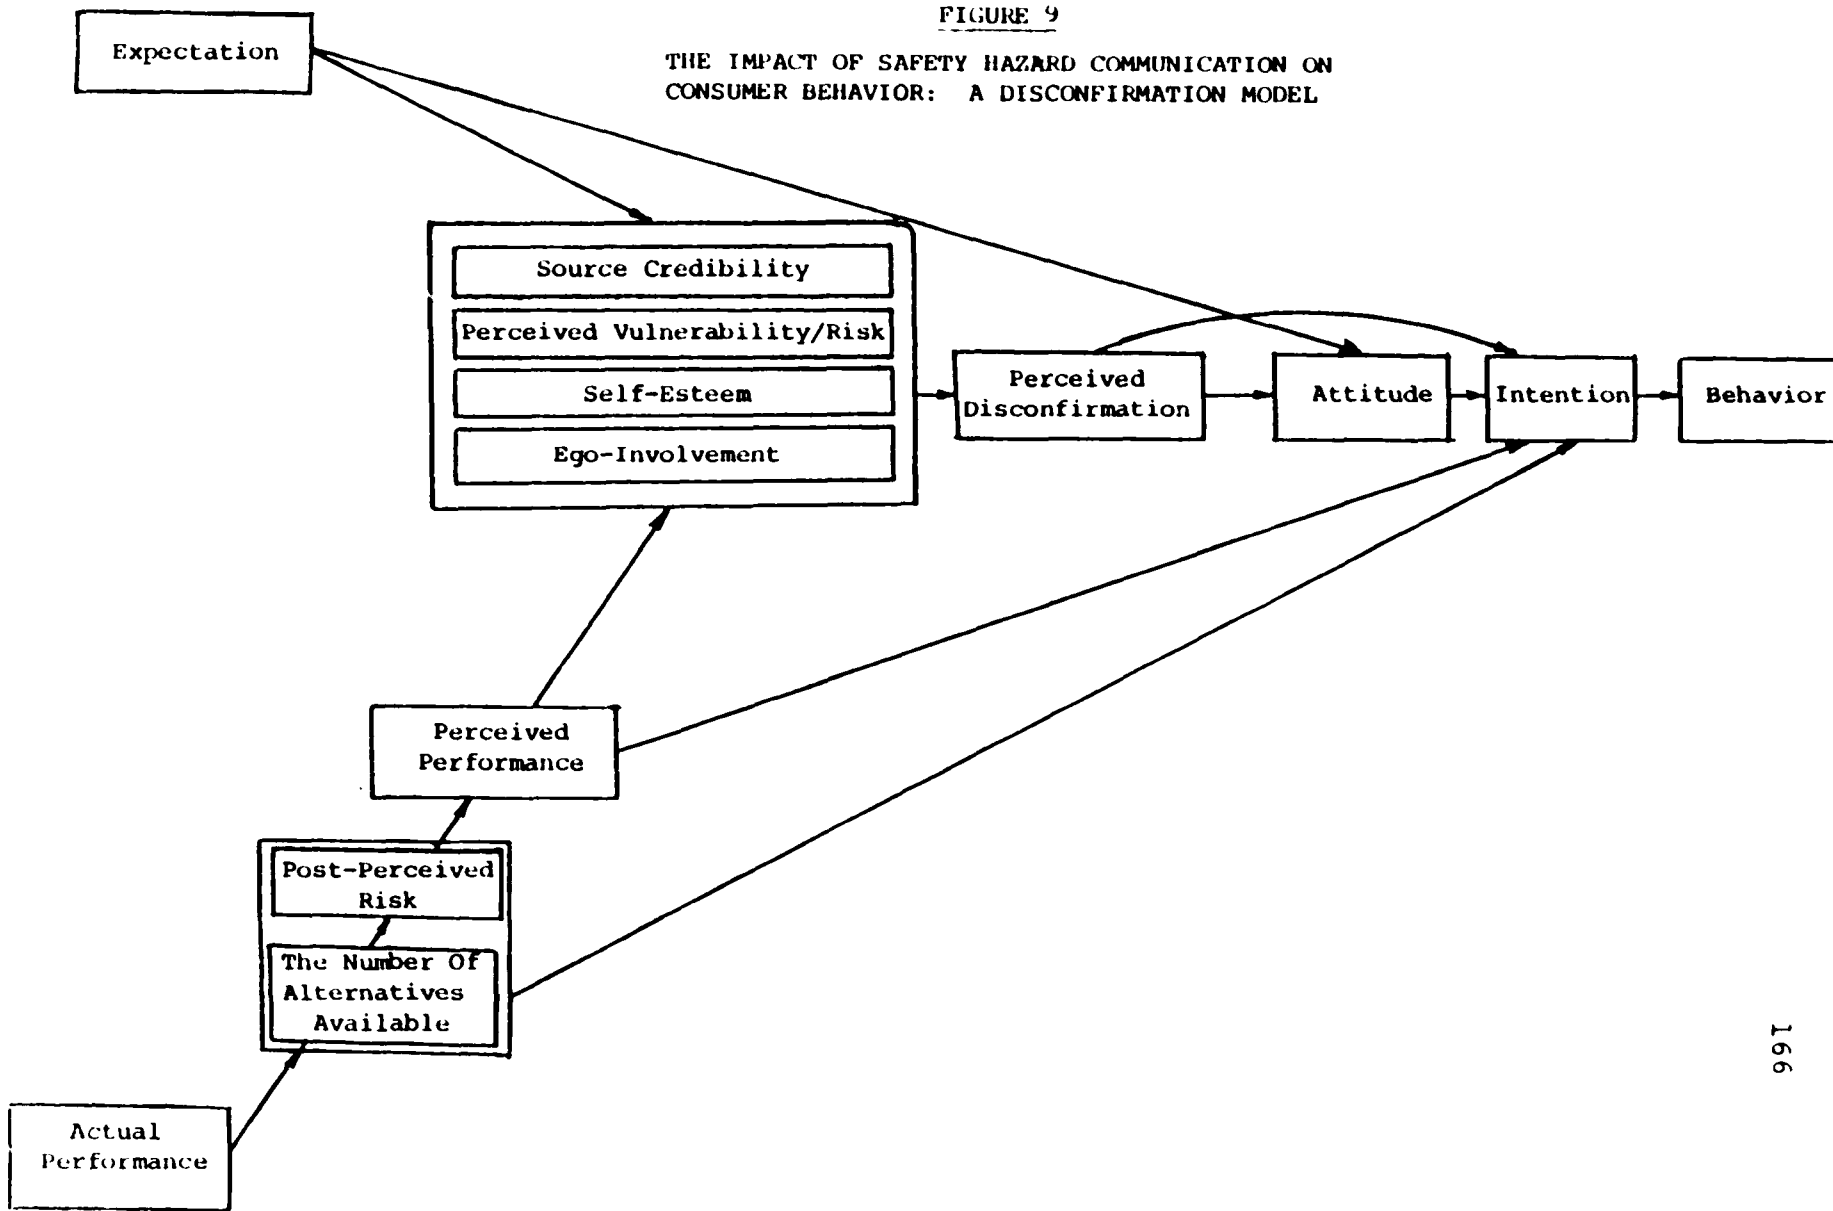 FIGURE 9
THE IMPACT OF SAFETY HAZARD COMMUNICATION ON
CONSUMER BEHAVIOR: A DISCONFIRMATION MODEL
Expectation
Source Credibility
Perceived Vulnerability/Risk
Self-Esteem
Ego-Involvement
Perceived
Disconfirmation
Attitude
Intention
Behavior
Perceived
Performance
Post-Perceived
Risk
The Number Of
Alternatives
Available
Actual
Performance
166